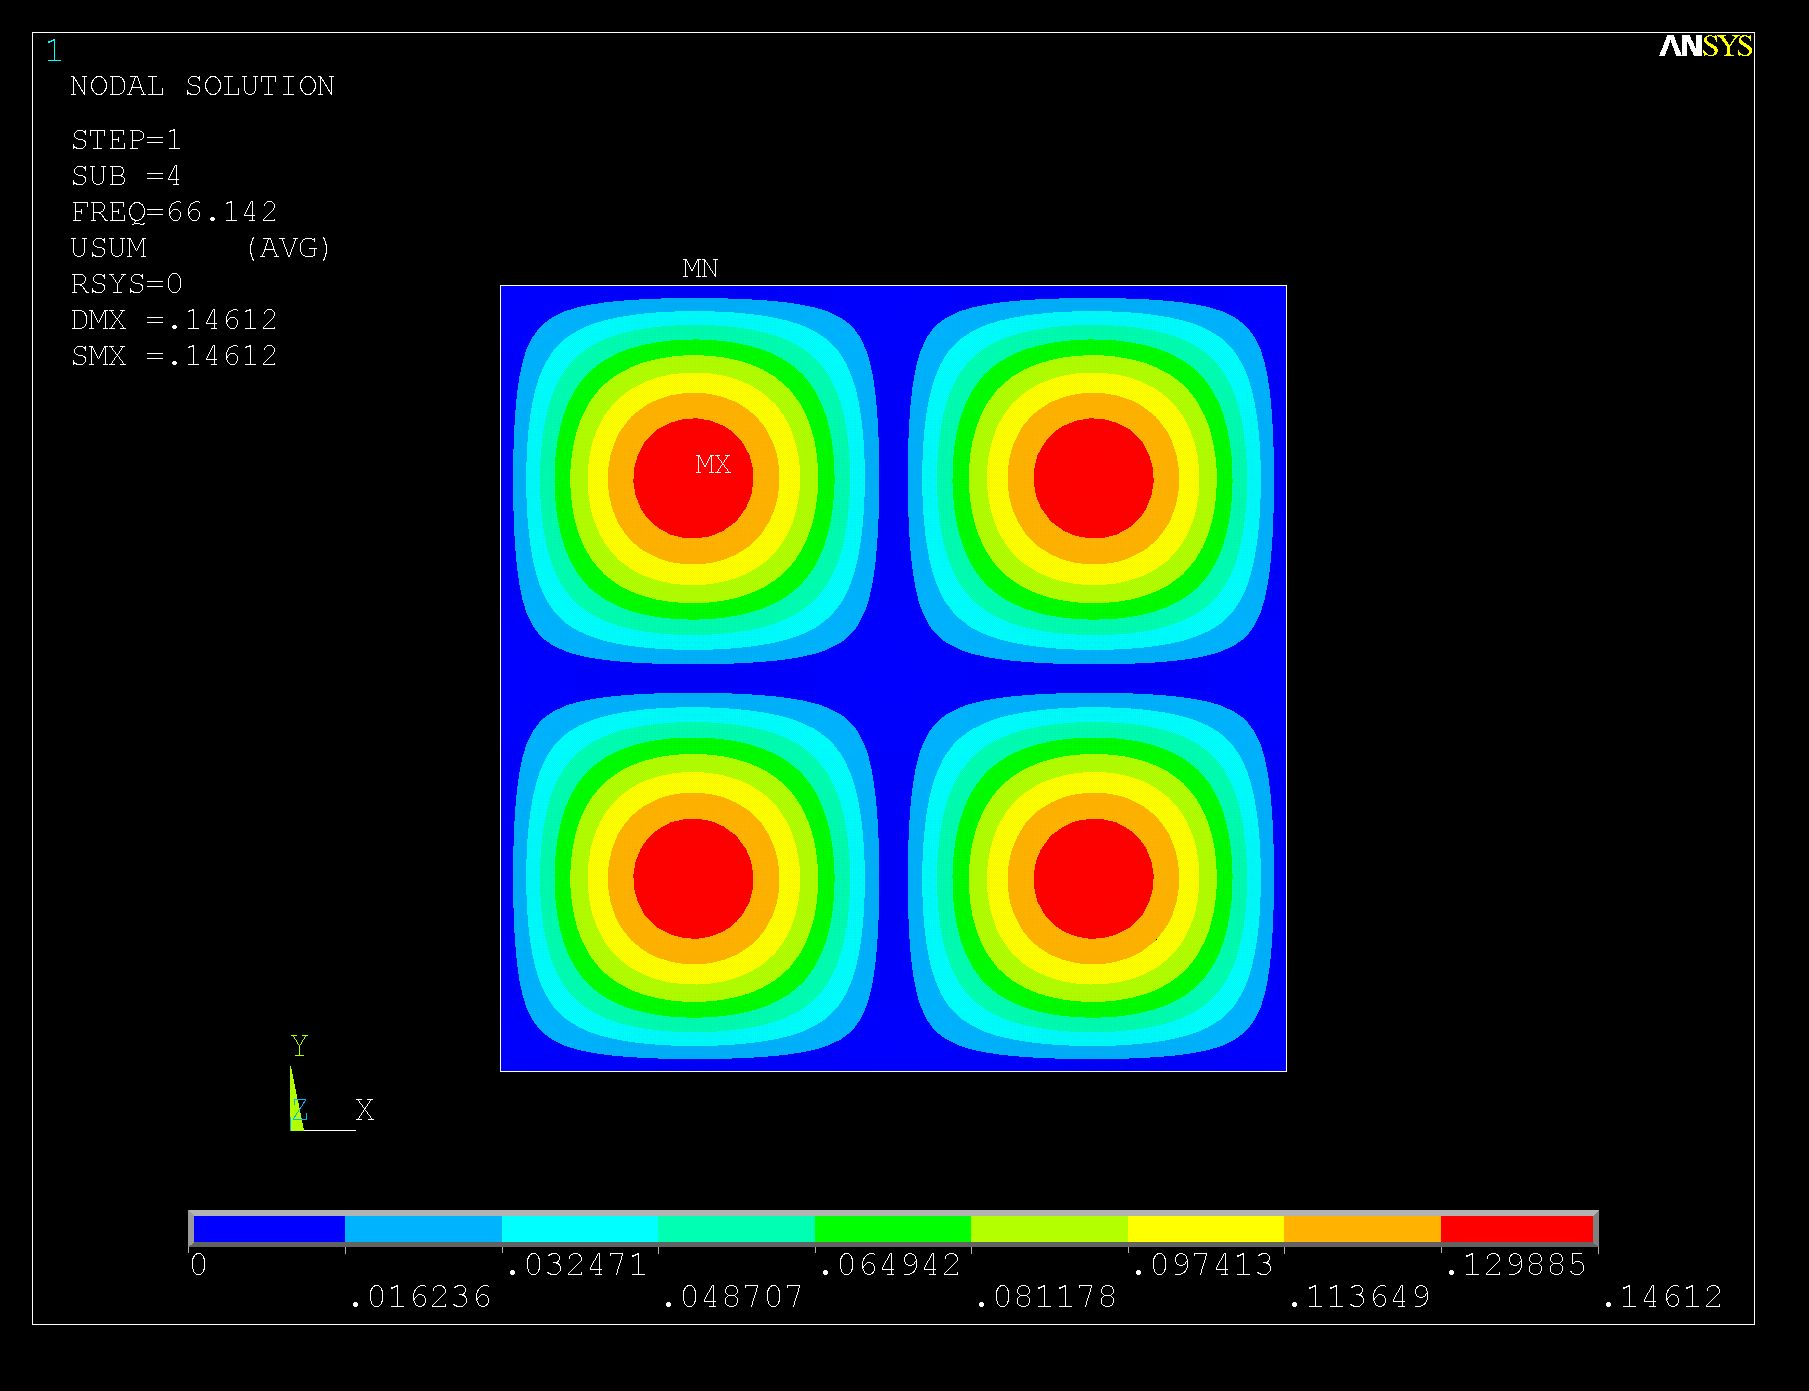 1
ANSYS
NODAL SOLUTION
STEP=1
SUB =4
FREQ=66.142
USUM (AVG)
RSYS=0
DMX =.14612
SMX =.14612
MN
MX
Y
Z X
0 .032471 .064942 .097413 .129885
.016236 .048707 .081178 .113649 .14612